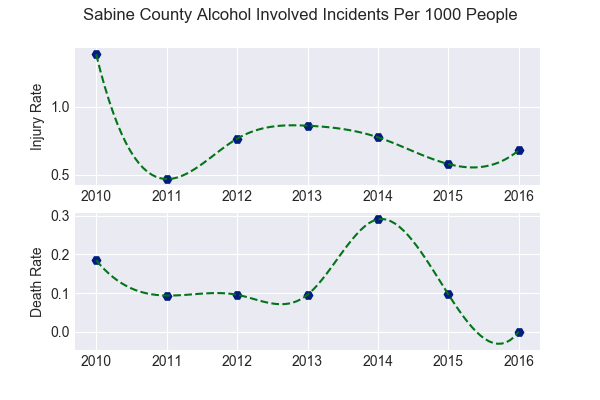 Sabine County Alcohol Involved Incidents Per 1000 People
Injury Rate
1.0
0.5
2010 2011 2012 2013 2014 2015 2016
Death Rate
0.3
0.2
0.1
0.0
2010 2011 2012 2013 2014 2015 2016